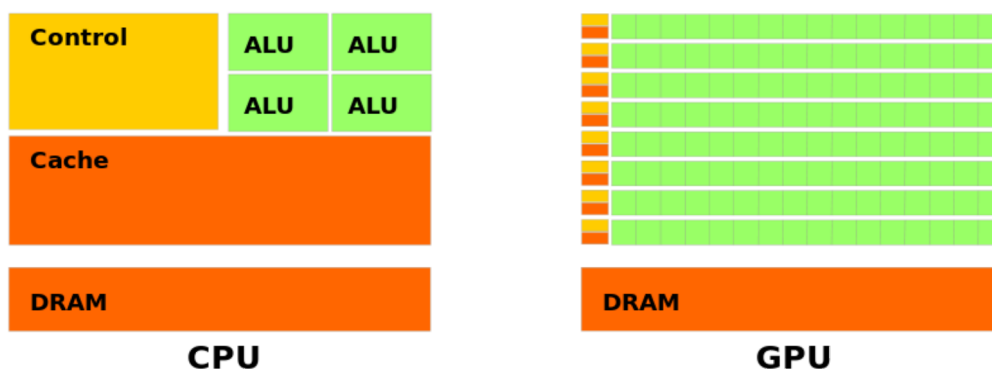 Control
ALU ALU
ALU ALU
Cache
DRAM
CPU
DRAM
GPU